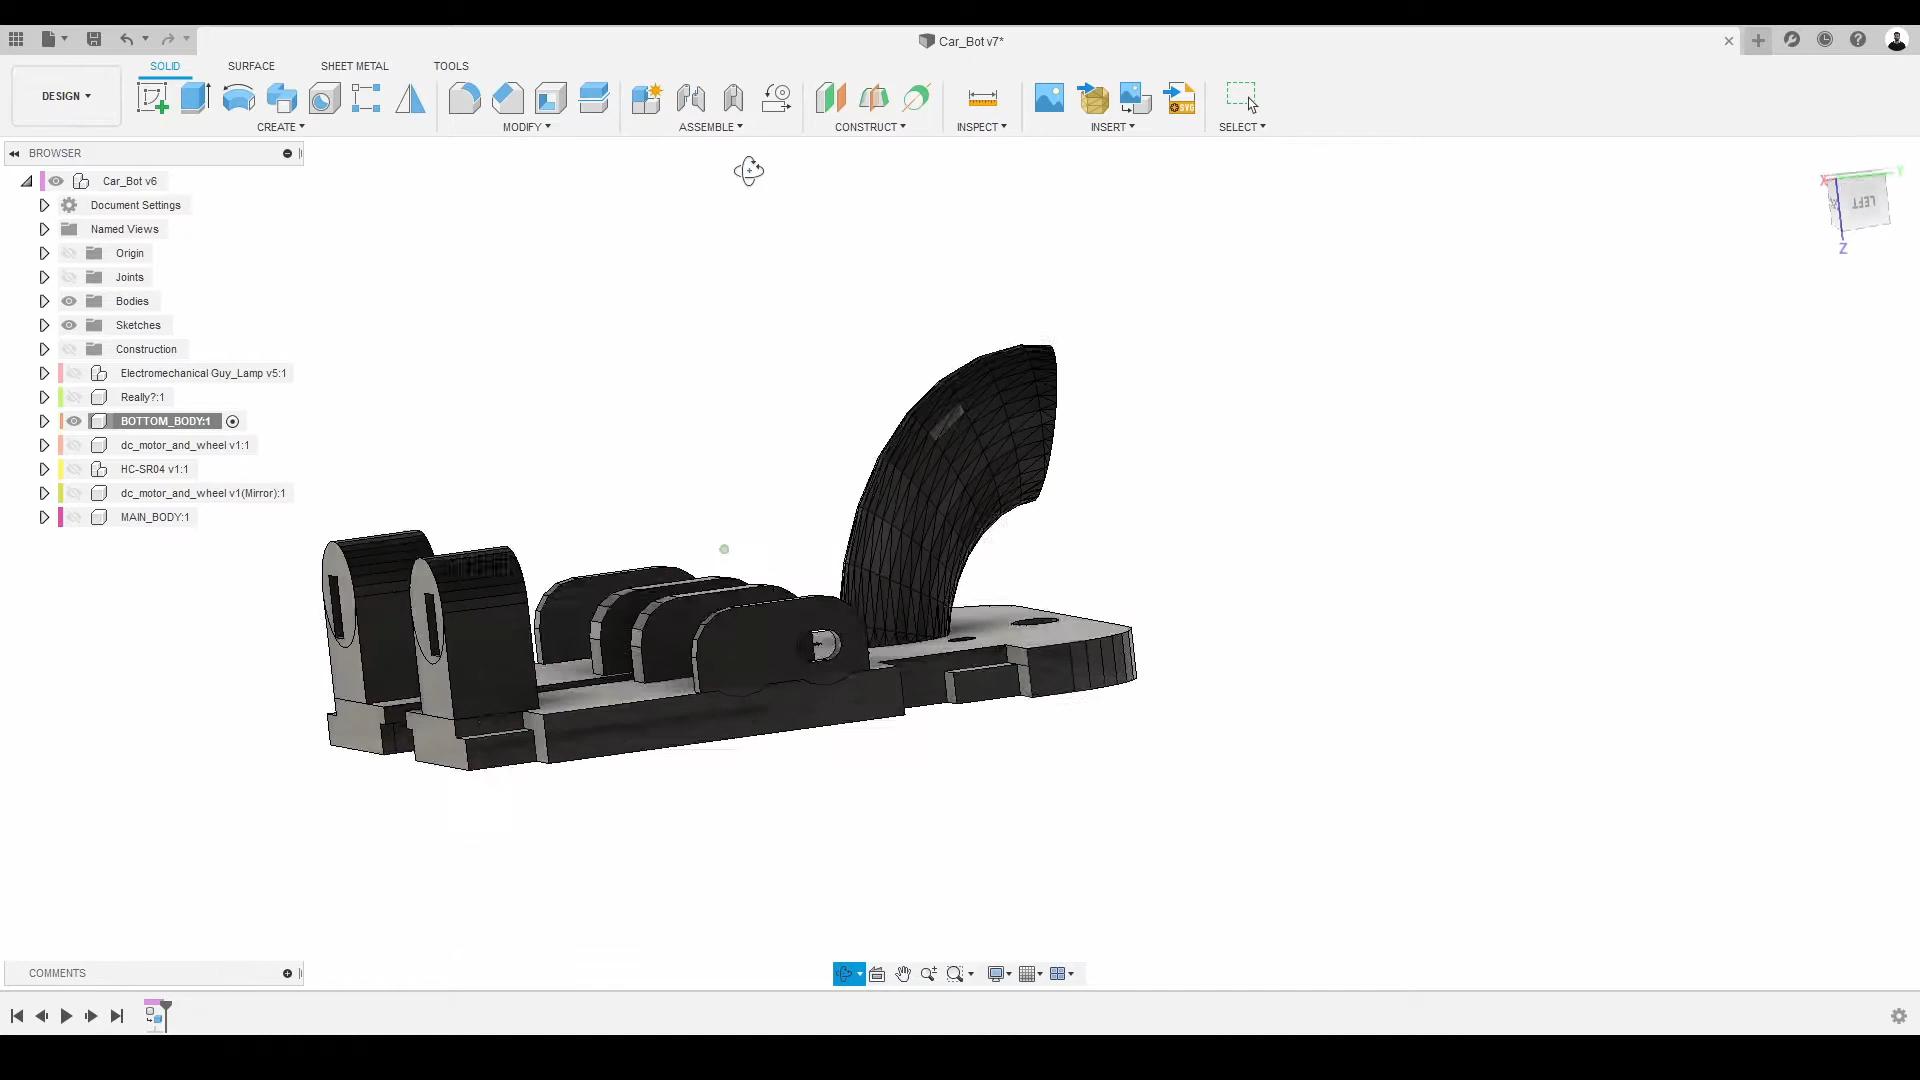 Car_Bot v7*
SOLID SURFACE SHEET METAL TOOLS
DESIGN
CREATE MODIFY ASSEMBLE CONSTRUCT INSPECT INSERT SELECT
SVG
BROWSER
Car_Bot v6
Document Settings
Named Views
Origin
Joints
Bodies
Sketches
Construction
Electromechanical Guy_Lamp v5:1
Really?:1
BOTTOM_BODY:1
dc_motor_and_wheel v1:1
HC-SR04 v1:1
dc_motor_and_wheel v1(Mirror):1
MAIN_BODY:1
X Y
LEFT
Z
COMMENTS